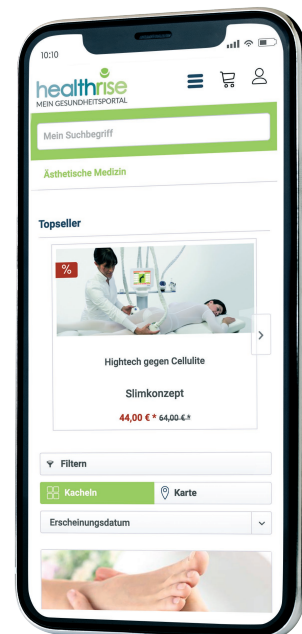 10:10
healthrise
MEIN GESUNDHEITSPORTAL
Mein Suchbegriff
Ästhetische Medizin
Topseller
%
Hightech gegen Cellulite
Slimkonzept
44,00 € * 64,00 € *
Filtern
Kacheln
Karte
Erscheinungsdatum